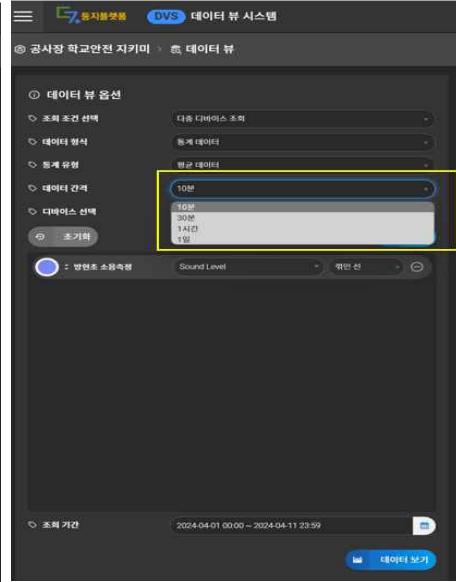 둥지플랫폼 DVS 데이터 뷰 시스템
공사장 학교안전 지키미 > 데이터 뷰
데이터 뷰 옵션
조회 조건 선택 다중 디바이스 조회
데이터 형식 통계 데이터
통계 유형 평균 데이터
데이터 간격 10분
10분
30분
1시간
1일
디바이스 선택
초기화
방현초 소음측정 Sound Level 꺾인 선
조회 기간 2024-04-01 00:00 ~ 2024-04-11 23:59
데이터 보기